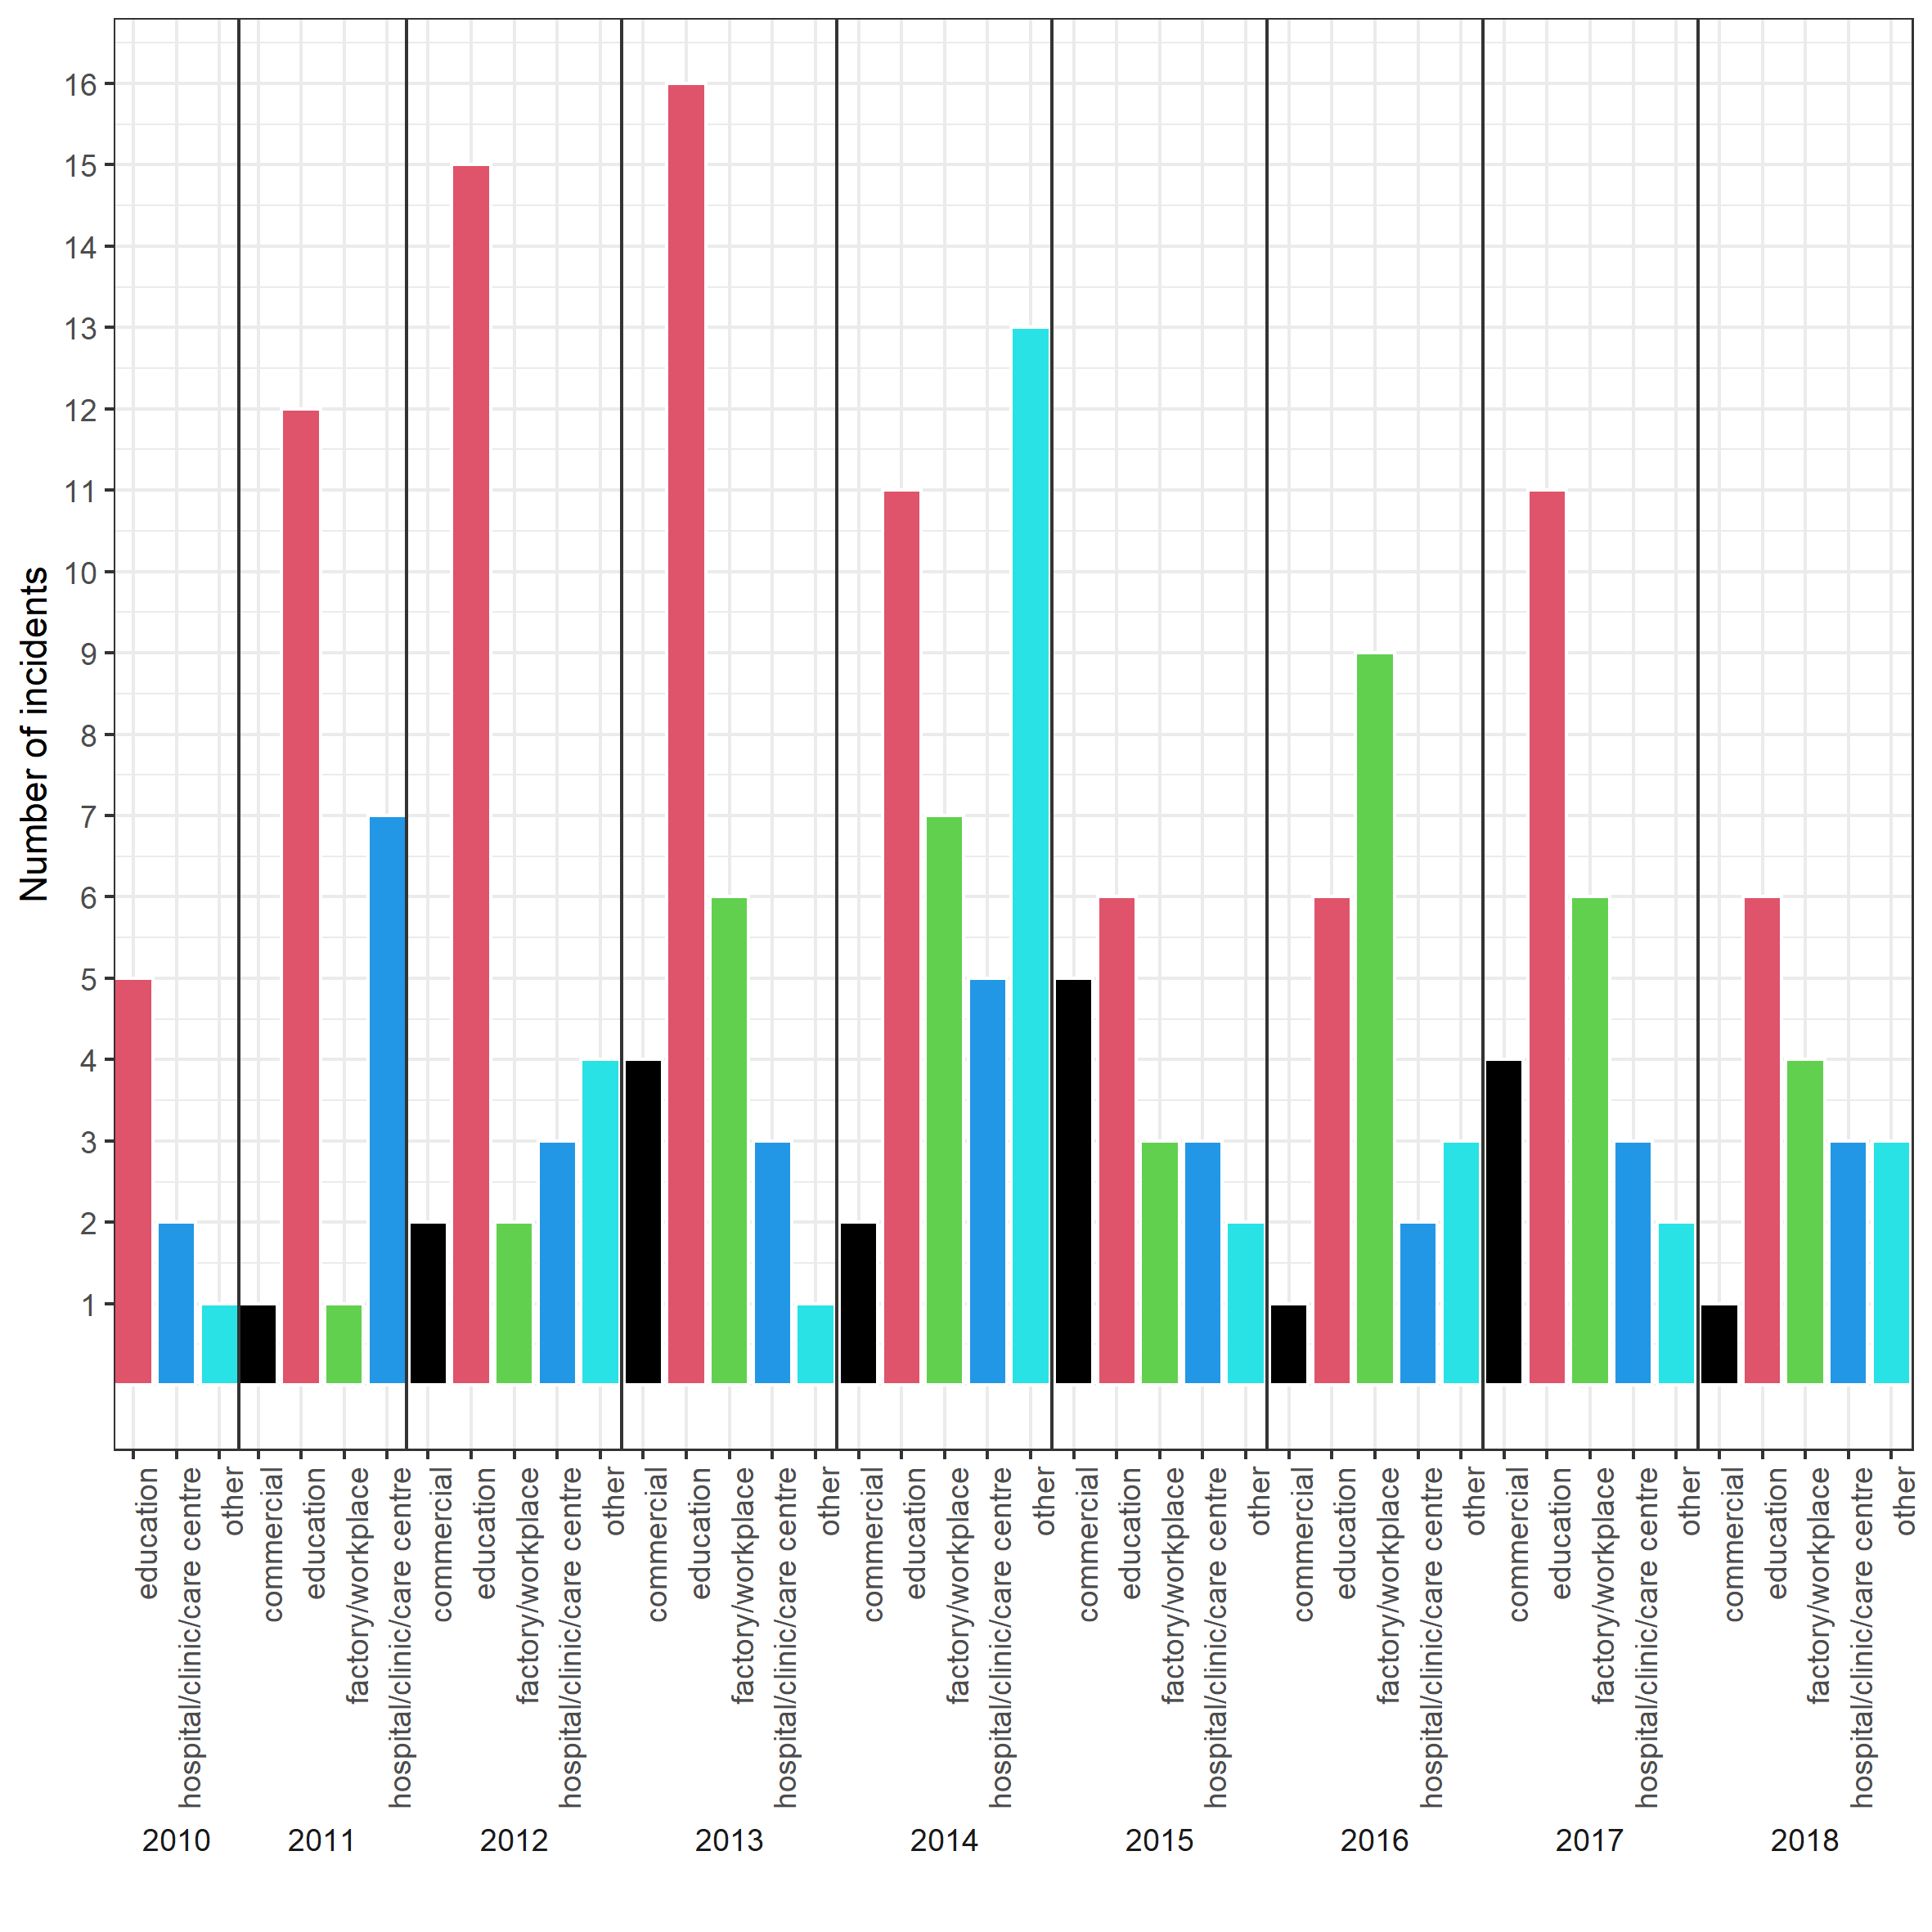 Number of incidents
16
15
14
13
12
11
10
9
8
7
6
5
4
3
2
1
education
hospital/clinic/care centre
other
commercial
education
factory/workplace
hospital/clinic/care centre
commercial
education
factory/workplace
hospital/clinic/care centre
other
commercial
education
factory/workplace
hospital/clinic/care centre
other
commercial
education
factory/workplace
hospital/clinic/care centre
other
commercial
education
factory/workplace
hospital/clinic/care centre
other
commercial
education
factory/workplace
hospital/clinic/care centre
other
commercial
education
factory/workplace
hospital/clinic/care centre
other
commercial
education
factory/workplace
hospital/clinic/care centre
other
2010 2011 2012 2013 2014 2015 2016 2017 2018